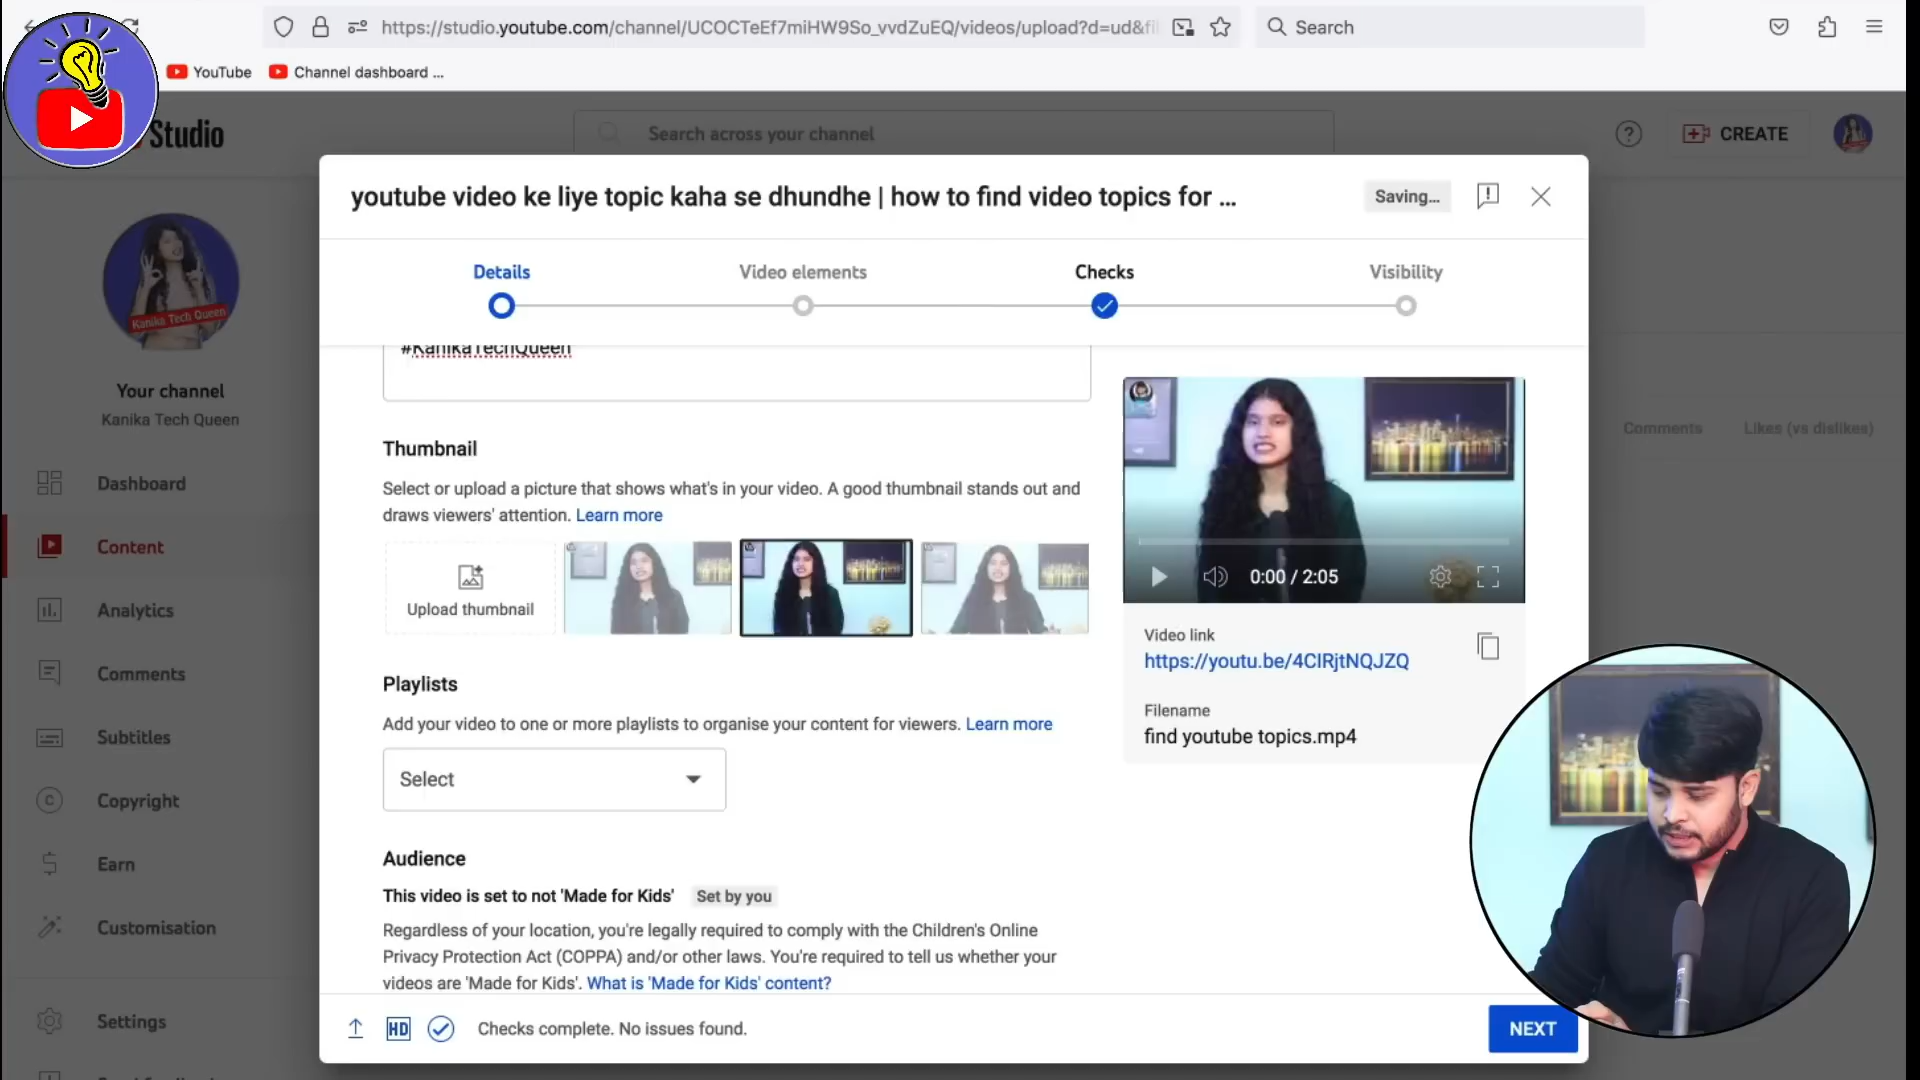 https://studio.youtube.com/channel/UCOCTeEf7miHW9So_vvdZuEQ/videos/upload?d=ud&fi
Search
YouTube
Channel dashboard ...
Studio
Search across your channel
CREATE
youtube video ke liye topic kaha se dhundhe | how to find video topics for ...
Saving...
Details
Video elements
Checks
Visibility
#KanikaTechQueen
Kanika Tech Queen
Your channel
Kanika Tech Queen
Comments
Likes (vs dislikes)
Thumbnail
Select or upload a picture that shows what's in your video. A good thumbnail stands out and
draws viewers' attention. Learn more
Upload thumbnail
0:00 / 2:05
Video link
https://youtu.be/4ClRjtNQJZQ
Filename
find youtube topics.mp4
Playlists
Add your video to one or more playlists to organise your content for viewers. Learn more
Select
Audience
This video is set to not 'Made for Kids'
Set by you
Regardless of your location, you're legally required to comply with the Children's Online
Privacy Protection Act (COPPA) and/or other laws. You're required to tell us whether your
videos are 'Made for Kids'. What is 'Made for Kids' content?
HD
Checks complete. No issues found.
NEXT
Dashboard
Content
Analytics
Comments
Subtitles
Copyright
Earn
Customisation
Settings